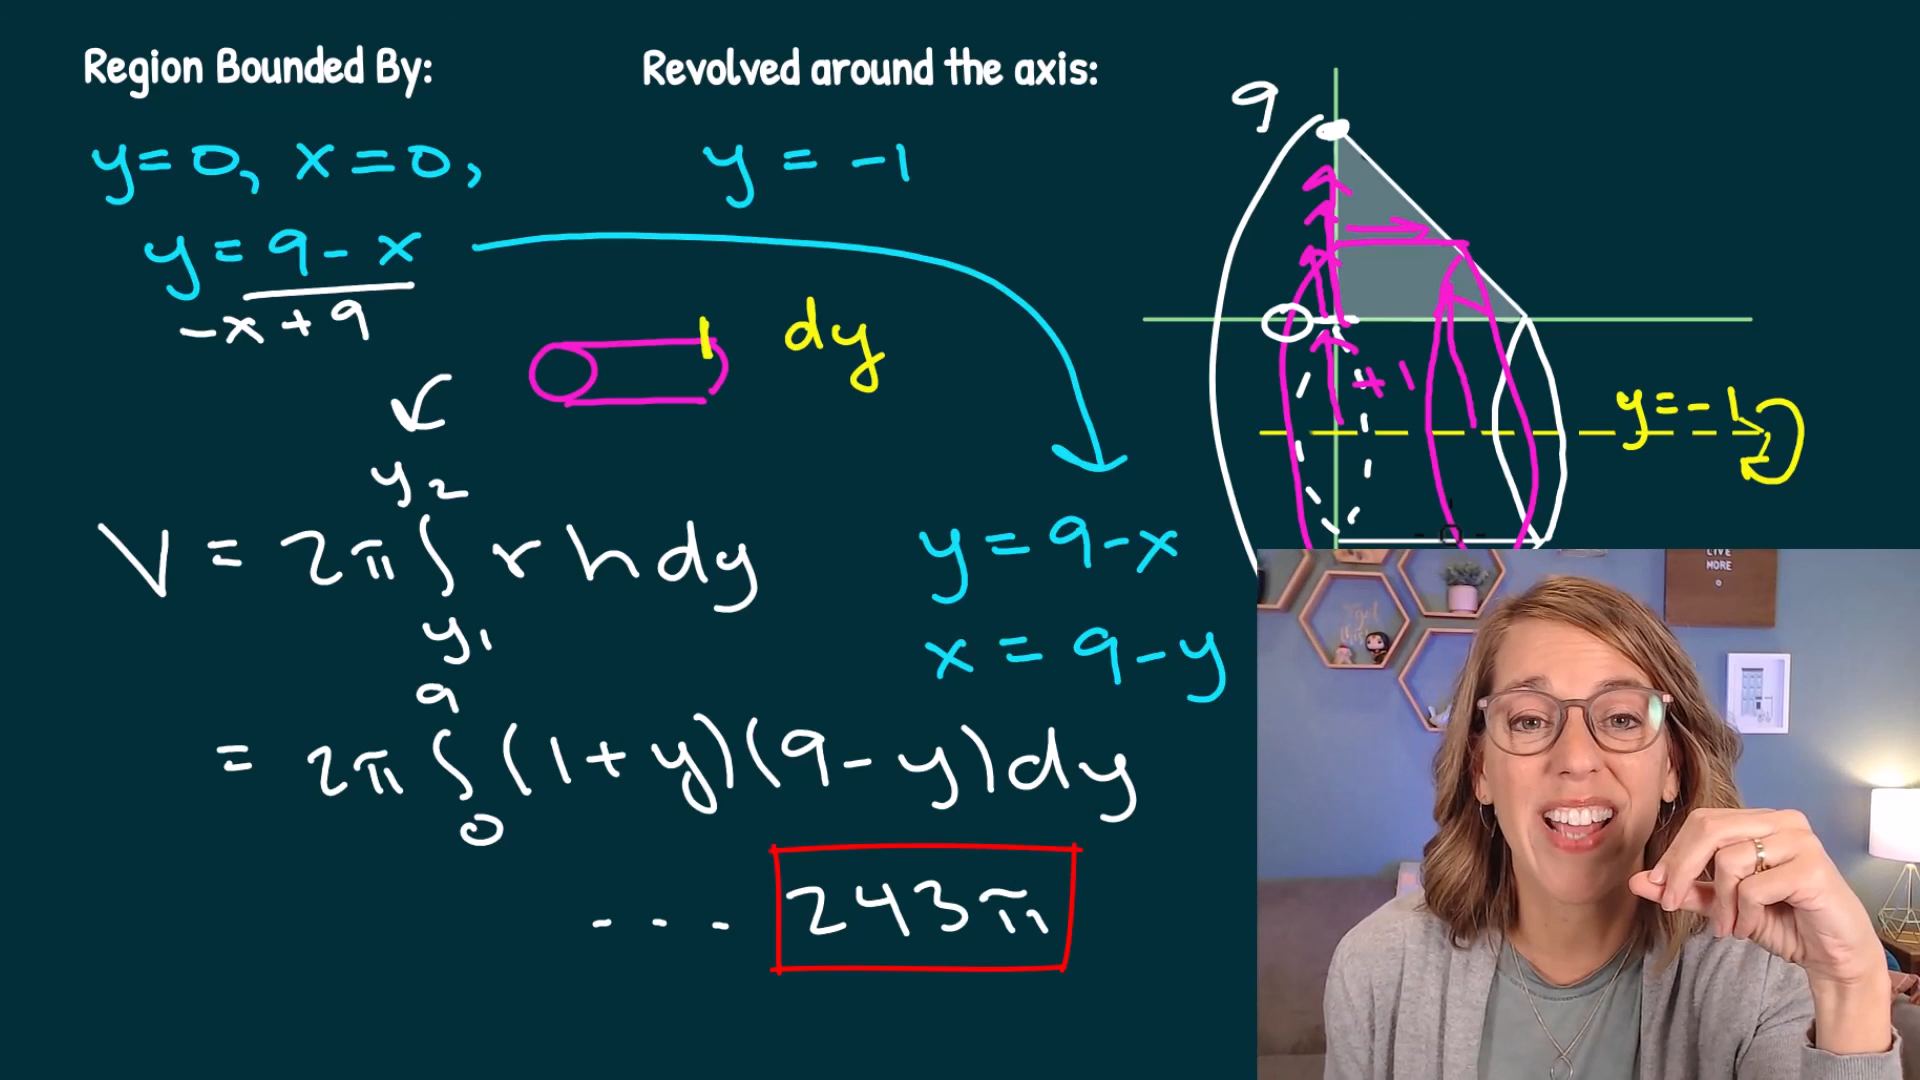 Region Bounded By:
Revolved around the axis:
y=0, x=0,
y = 9 - x
-x + 9
y = -1
dy
9
+1
y=-1
y₂
V = 2π∫ r h dy
y₁
9
= 2π∫ (1+y)(9-y)dy
0
y = 9-x
x = 9-y
... 243π
LIVE
MORE